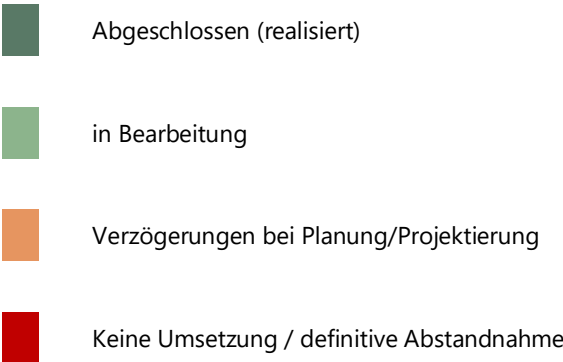 Abgeschlossen (realisiert)
in Bearbeitung
Verzögerungen bei Planung/Projektierung
Keine Umsetzung / definitive Abstandnahme